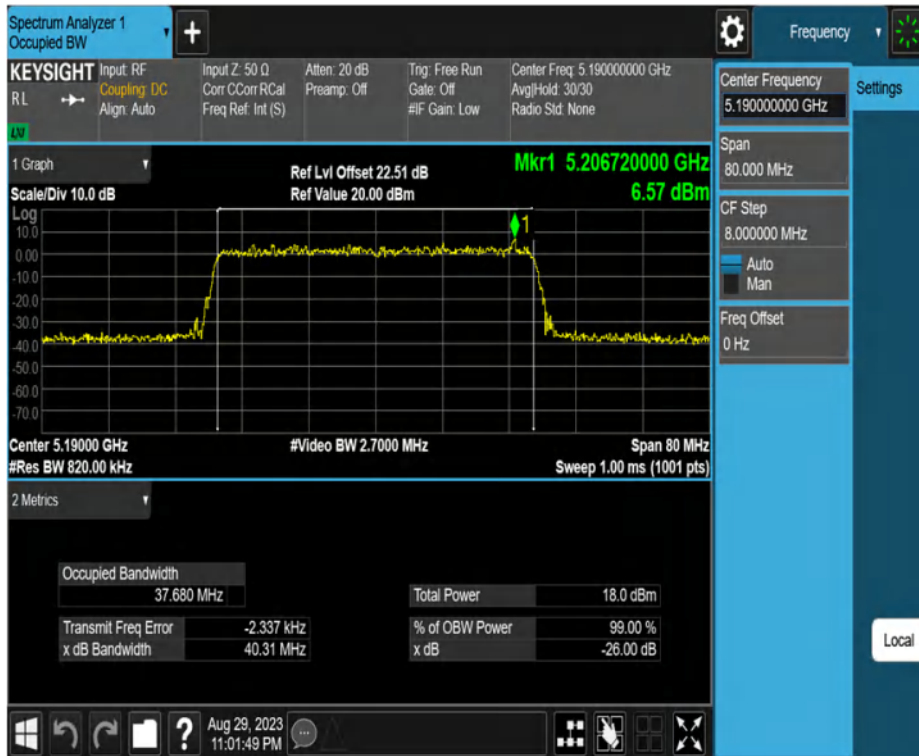 Spectrum Analyzer 1
Occupied BW
+
Frequency
KEYSIGHT
RL
LXI
Input: RF
Coupling: DC
Align: Auto
Input Z: 50 Ω
Corr CCorr RCal
Freq Ref: Int (S)
Atten: 20 dB
Preamp: Off
Trig: Free Run
Gate: Off
#IF Gain: Low
Center Freq: 5.190000000 GHz
Avg|Hold: 30/30
Radio Std: None
Center Frequency
5.190000000 GHz
Settings
Span
80.000 MHz
CF Step
8.000000 MHz
Auto
Man
Freq Offset
0 Hz
1 Graph
Ref Lvl Offset 22.51 dB
Mkr1 5.206720000 GHz
Scale/Div 10.0 dB
Ref Value 20.00 dBm
6.57 dBm
Log
10.0
0.00
-10.0
-20.0
-30.0
-40.0
-50.0
-60.0
-70.0
1
Center 5.19000 GHz
#Video BW 2.7000 MHz
Span 80 MHz
#Res BW 820.00 kHz
Sweep 1.00 ms (1001 pts)
2 Metrics
Occupied Bandwidth
37.680 MHz
Total Power 18.0 dBm
Transmit Freq Error -2.337 kHz
% of OBW Power 99.00 %
x dB Bandwidth 40.31 MHz
x dB -26.00 dB
Local
?
Aug 29, 2023
11:01:49 PM